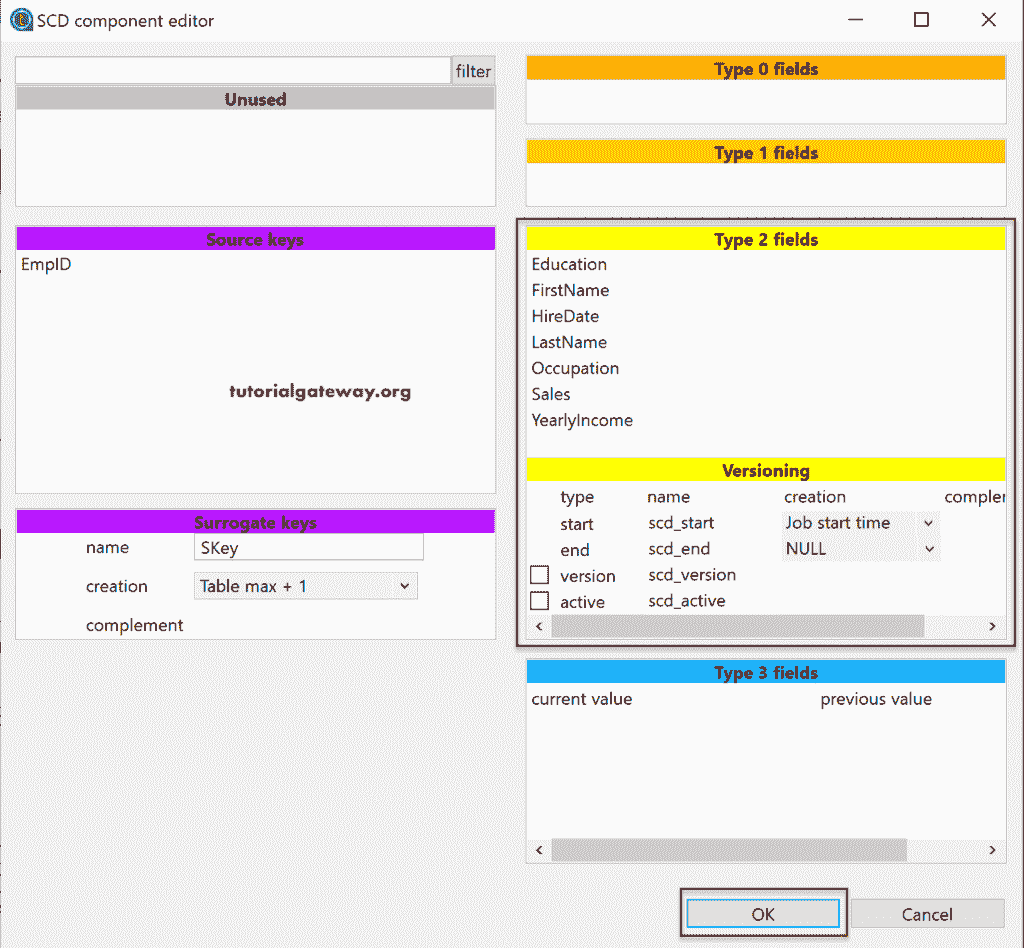 SCD component editor
filter
Unused
Source keys
EmpID
tutorialgateway.org
Surrogate keys
name SKey
creation Table max + 1
complement
Type 0 fields
Type 1 fields
Type 2 fields
Education
FirstName
HireDate
LastName
Occupation
Sales
YearlyIncome
Versioning
type name creation compler
start scd_start Job start time
end scd_end NULL
version scd_version
active scd_active
Type 3 fields
current value previous value
OK Cancel